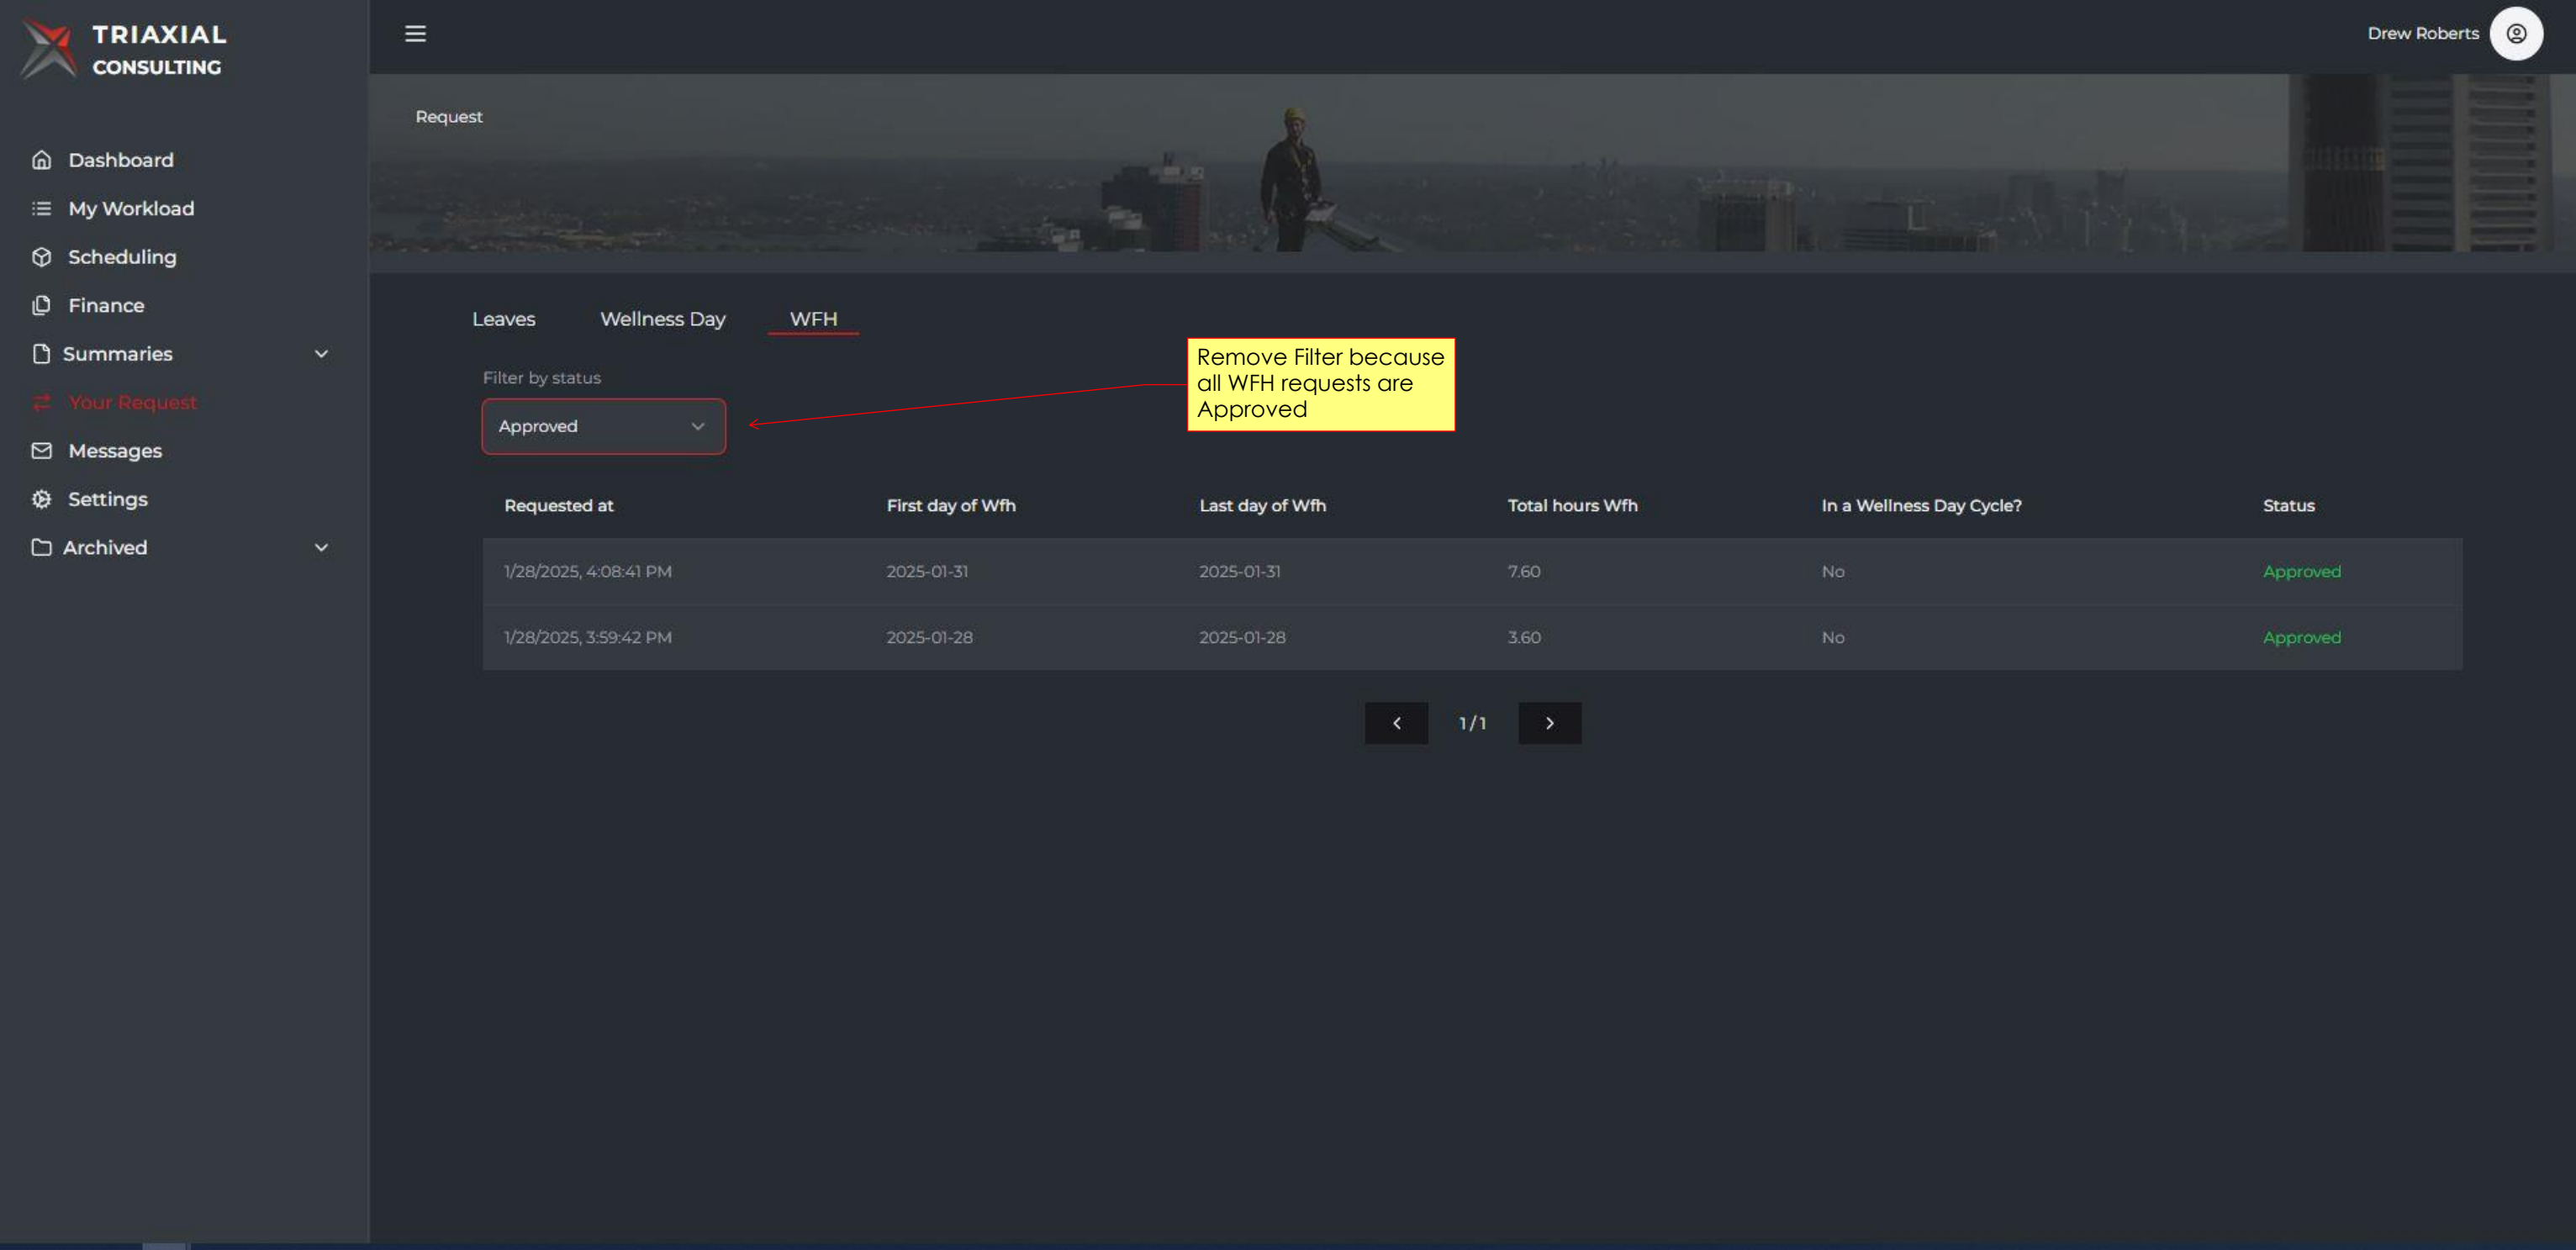 TRIAXIAL
CONSULTING
Drew Roberts
Request
Dashboard
My Workload
Scheduling
Finance
Summaries
Your Request
Messages
Settings
Archived
Leaves Wellness Day WFH
Filter by status
Approved
Remove Filter because
all WFH requests are
Approved
Requested at First day of Wfh Last day of Wfh Total hours Wfh In a Wellness Day Cycle? Status
1/28/2025, 4:08:41 PM 2025-01-31 2025-01-31 7.60 No Approved
1/28/2025, 3:59:42 PM 2025-01-28 2025-01-28 3.60 No Approved
1/1